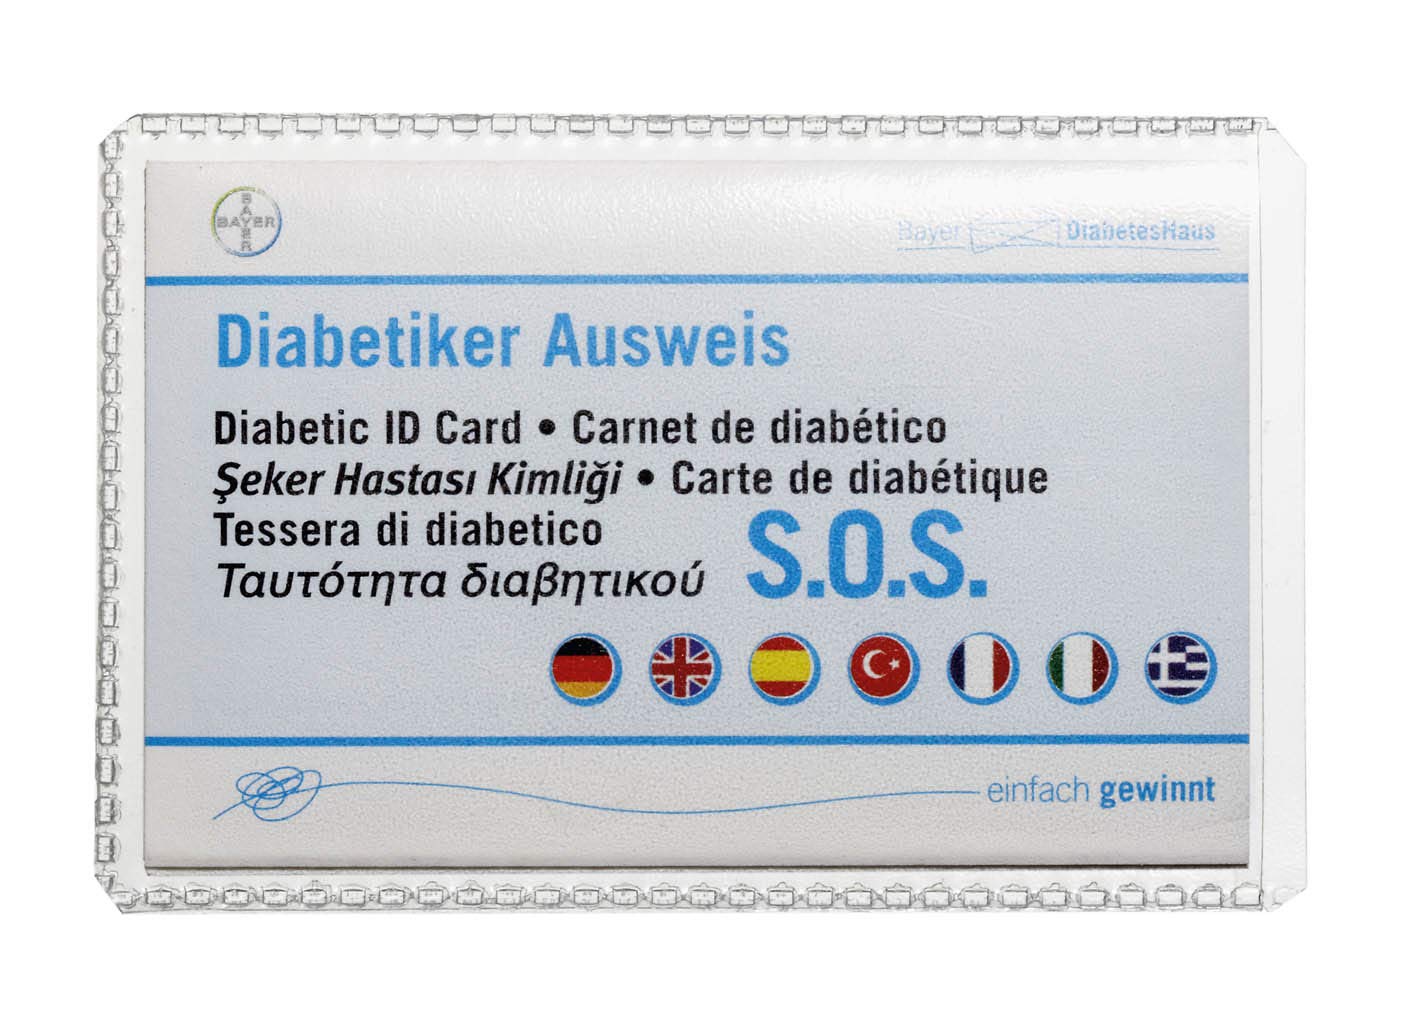 BAYER
BAYER
Bayer DiabetesHaus
Diabetiker Ausweis
Diabetic ID Card • Carnet de diabético
Şeker Hastası Kimliği • Carte de diabétique
Tessera di diabetico
Ταυτότητα διαβητικού S.O.S.
einfach gewinnt